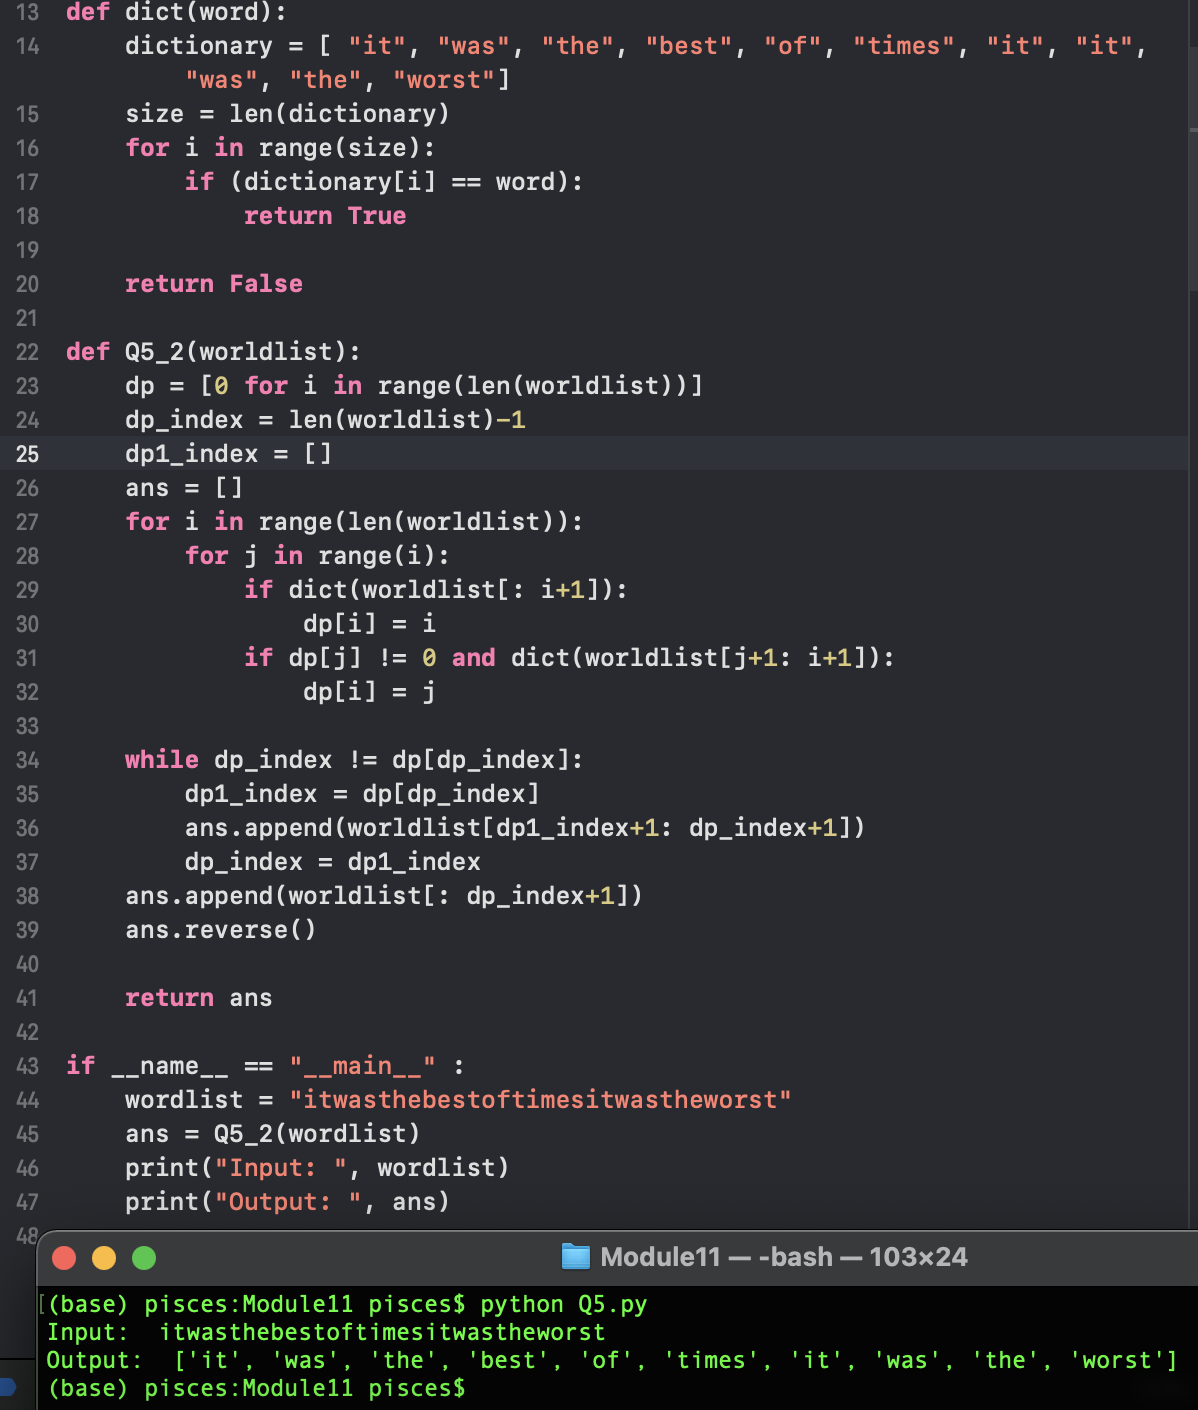 13 def dict(word):
14     dictionary = [ "it", "was", "the", "best", "of", "times", "it", "it",
        "was", "the", "worst"]
15     size = len(dictionary)
16     for i in range(size):
17         if (dictionary[i] == word):
18             return True
19
20     return False
21
22 def Q5_2(worldlist):
23     dp = [0 for i in range(len(worldlist))]
24     dp_index = len(worldlist)-1
25     dp1_index = []
26     ans = []
27     for i in range(len(worldlist)):
28         for j in range(i):
29             if dict(worldlist[: i+1]):
30                 dp[i] = i
31             if dp[j] != 0 and dict(worldlist[j+1: i+1]):
32                 dp[i] = j
33
34     while dp_index != dp[dp_index]:
35         dp1_index = dp[dp_index]
36         ans.append(worldlist[dp1_index+1: dp_index+1])
37         dp_index = dp1_index
38     ans.append(worldlist[: dp_index+1])
39     ans.reverse()
40
41     return ans
42
43 if __name__ == "__main__" :
44     wordlist = "itwasthebestoftimesitwastheworst"
45     ans = Q5_2(wordlist)
46     print("Input: ", wordlist)
47     print("Output: ", ans)
48
Module11 — -bash — 103×24
[(base) pisces:Module11 pisces$ python Q5.py
Input:  itwasthebestoftimesitwastheworst
Output:  ['it', 'was', 'the', 'best', 'of', 'times', 'it', 'was', 'the', 'worst']
(base) pisces:Module11 pisces$